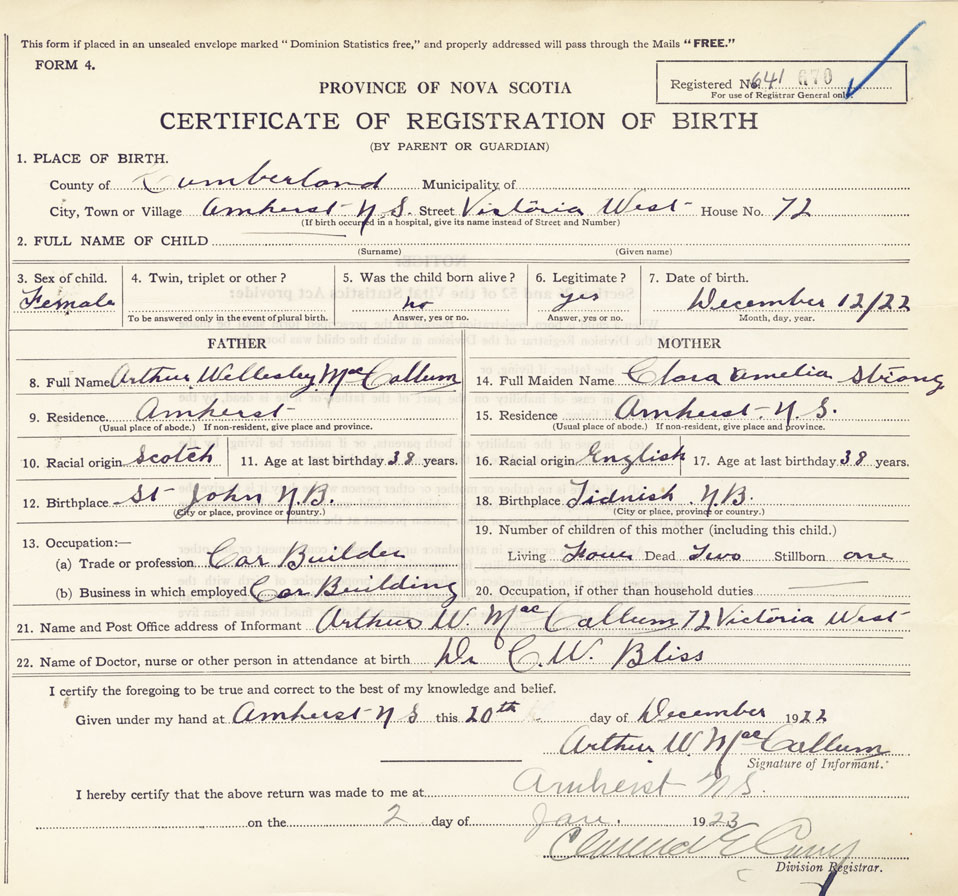 This form if placed in an unsealed envelope marked "Dominion Statistics free," and properly addressed will pass through the Mails "FREE."
FORM 4.
Registered No. 641 670
For use of Registrar General only.
PROVINCE OF NOVA SCOTIA
CERTIFICATE OF REGISTRATION OF BIRTH
(BY PARENT OR GUARDIAN)
1. PLACE OF BIRTH.
County of Cumberland Municipality of
City, Town or Village Amherst N.S. Street Victoria West House No. 72
(If birth occurred in a hospital, give its name instead of Street and Number)
2. FULL NAME OF CHILD
(Surname) (Given name)
3. Sex of child. 4. Twin, triplet or other? 5. Was the child born alive? 6. Legitimate? 7. Date of birth.
Female no yes December 12/22
To be answered only in the event of plural birth. Answer, yes or no. Answer, yes or no. Month, day, year.
FATHER MOTHER
8. Full Name Arthur Wellesley MacCallum 14. Full Maiden Name Clara Amelia Strong
9. Residence Amherst 15. Residence Amherst N.S.
(Usual place of abode.) If non-resident, give place and province. (Usual place of abode.) If non-resident, give place and province.
10. Racial origin Scotch 11. Age at last birthday 38 years. 16. Racial origin English 17. Age at last birthday 38 years.
12. Birthplace St John N.B. 18. Birthplace Tidnish N.B.
(City or place, province or country.) (City or place, province or country.)
13. Occupation:— 19. Number of children of this mother (including this child.)
(a) Trade or profession Car Builder Living Four Dead Two Stillborn one
(b) Business in which employed Car Building 20. Occupation, if other than household duties
21. Name and Post Office address of Informant Arthur W. MacCallum 72 Victoria West
22. Name of Doctor, nurse or other person in attendance at birth Dr C.W. Bliss
I certify the foregoing to be true and correct to the best of my knowledge and belief.
Given under my hand at Amherst N S this 20th day of December 1922
Arthur W MacCallum
Signature of Informant.
I hereby certify that the above return was made to me at Amherst N.S.
on the 2 day of Jan. 1923
Division Registrar.